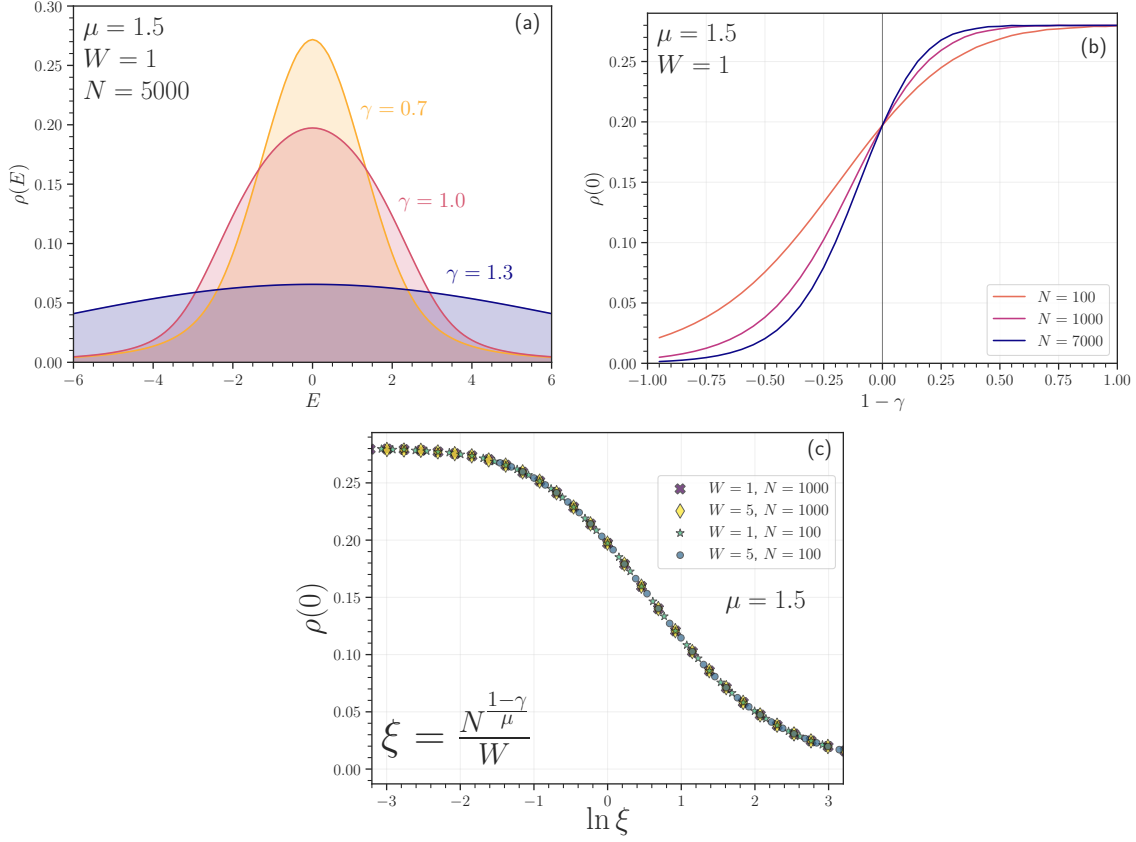 (a)
μ = 1.5
W = 1
N = 5000
γ = 0.7
γ = 1.0
γ = 1.3
ρ(E)
0.30
0.25
0.20
0.15
0.10
0.05
0.00
−6 −4 −2 0 2 4 6
E
(b)
μ = 1.5
W = 1
ρ(0)
0.30
0.25
0.20
0.15
0.10
0.05
0.00
N = 100
N = 1000
N = 7000
−1.00 −0.75 −0.50 −0.25 0.00 0.25 0.50 0.75 1.00
1 − γ
(c)
W = 1, N = 1000
W = 5, N = 1000
W = 1, N = 100
W = 5, N = 100
μ = 1.5
ρ(0)
0.25
0.20
0.15
0.10
0.05
0.00
ξ = N^((1−γ)/μ) / W
−3 −2 −1 0 1 2 3
ln ξ